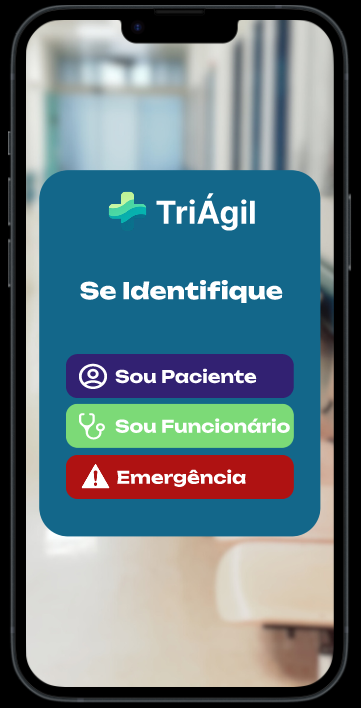 TriÁgil
Se Identifique
Sou Paciente
Sou Funcionário
Emergência